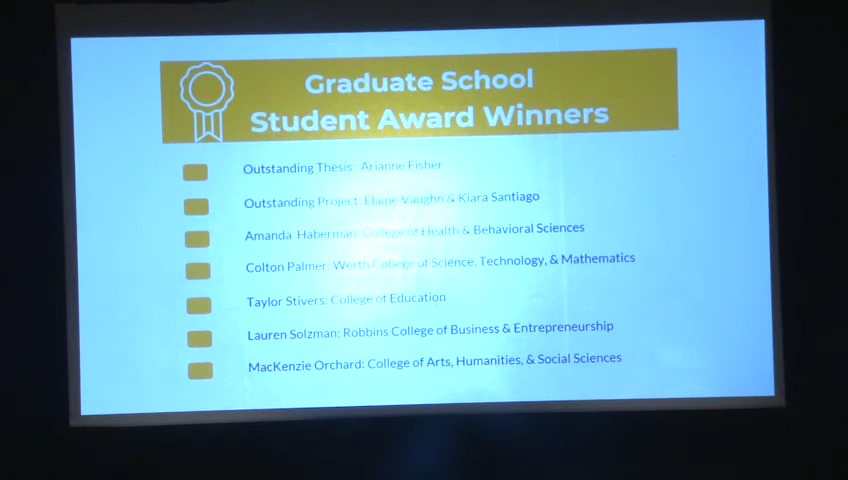 Graduate School
Student Award Winners
Outstanding Thesis: Arianne Fisher
Outstanding Project: Elaine Vaughn & Kiara Santiago
Amanda Haberman: College of Health & Behavioral Sciences
Colton Palmer: Werth College of Science, Technology, & Mathematics
Taylor Stivers: College of Education
Lauren Solzman: Robbins College of Business & Entrepreneurship
MacKenzie Orchard: College of Arts, Humanities, & Social Sciences